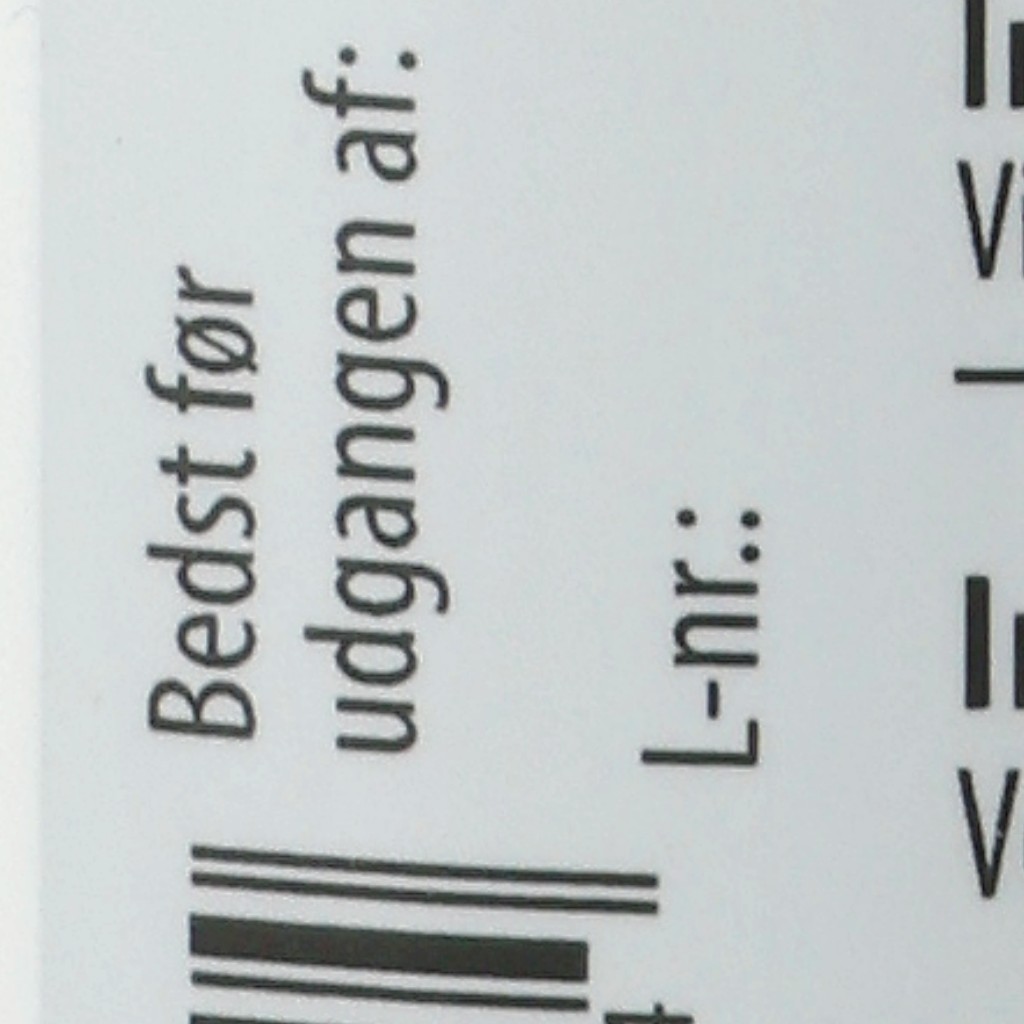 Bedst før
udgangen af:
L-nr.: